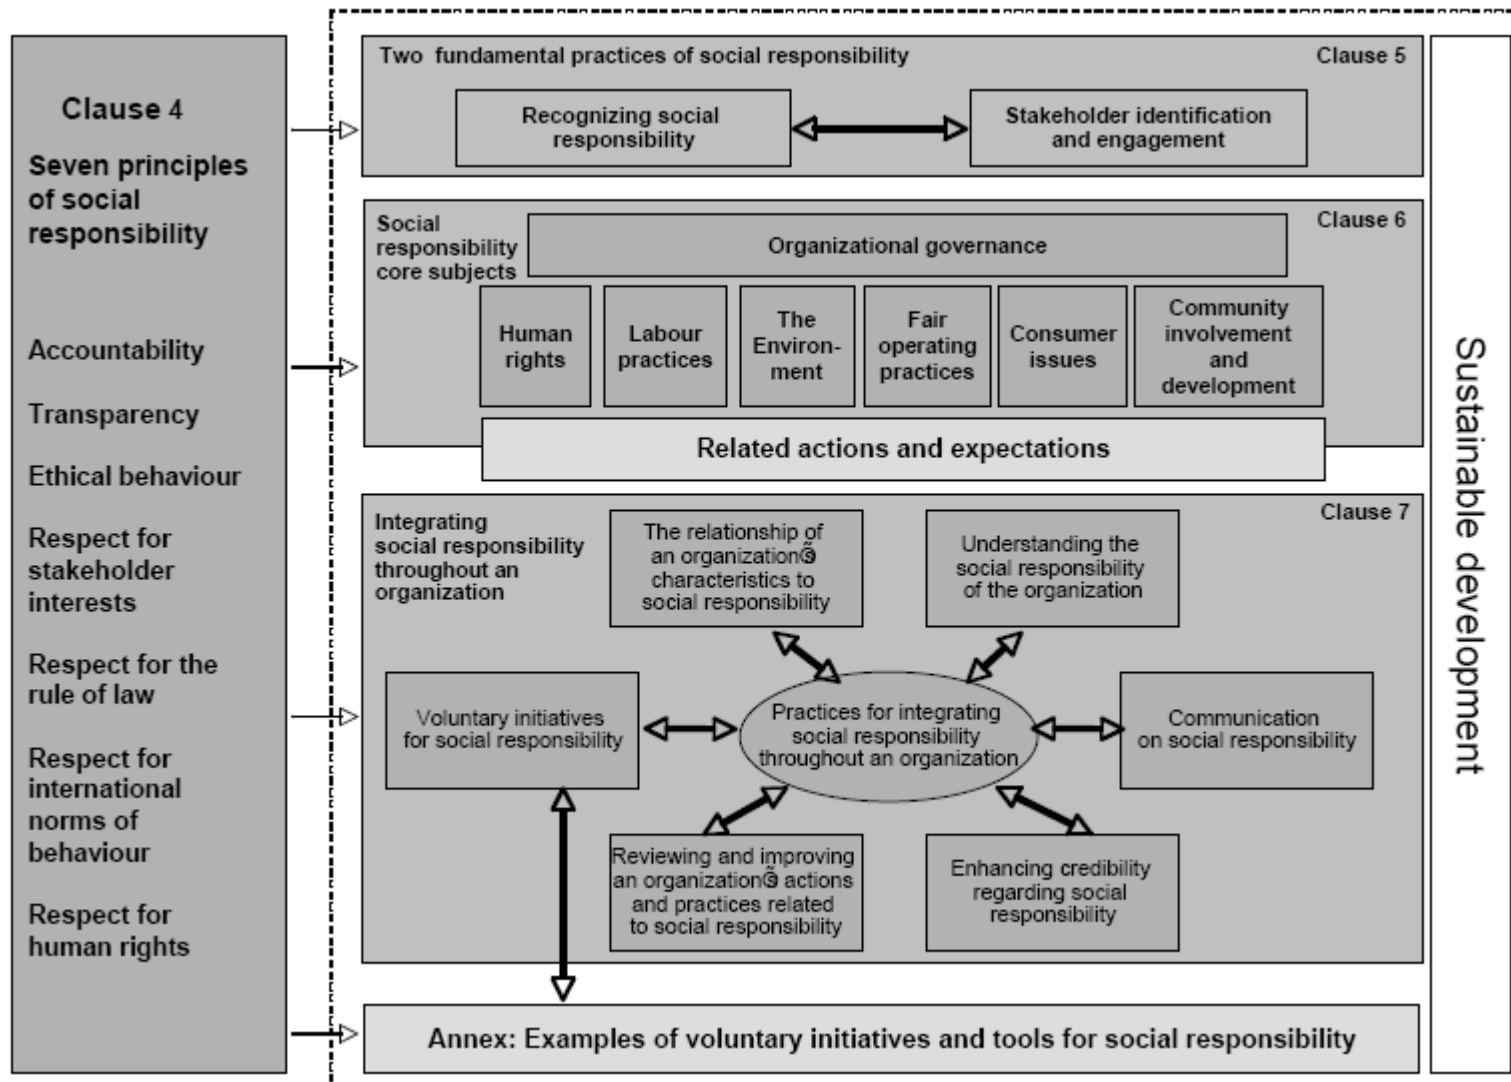 Clause 4
Seven principles
of social
responsibility
Accountability
Transparency
Ethical behaviour
Respect for
stakeholder
interests
Respect for the
rule of law
Respect for
international
norms of
behaviour
Respect for
human rights
Two fundamental practices of social responsibility
Clause 5
Recognizing social
responsibility
Stakeholder identification
and engagement
Social
responsibility
core subjects
Clause 6
Organizational governance
Human
rights
Labour
practices
The
Environ-
ment
Fair
operating
practices
Consumer
issues
Community
involvement
and
development
Related actions and expectations
Integrating
social responsibility
throughout an
organization
Clause 7
The relationship of
an organization
characteristics to
social responsibility
Understanding the
social responsibility
of the organization
Voluntary initiatives
for social responsibility
Practices for integrating
social responsibility
throughout an organization
Communication
on social responsibility
Reviewing and improving
an organization actions
and practices related
to social responsibility
Enhancing credibility
regarding social
responsibility
Annex: Examples of voluntary initiatives and tools for social responsibility
Sustainable development